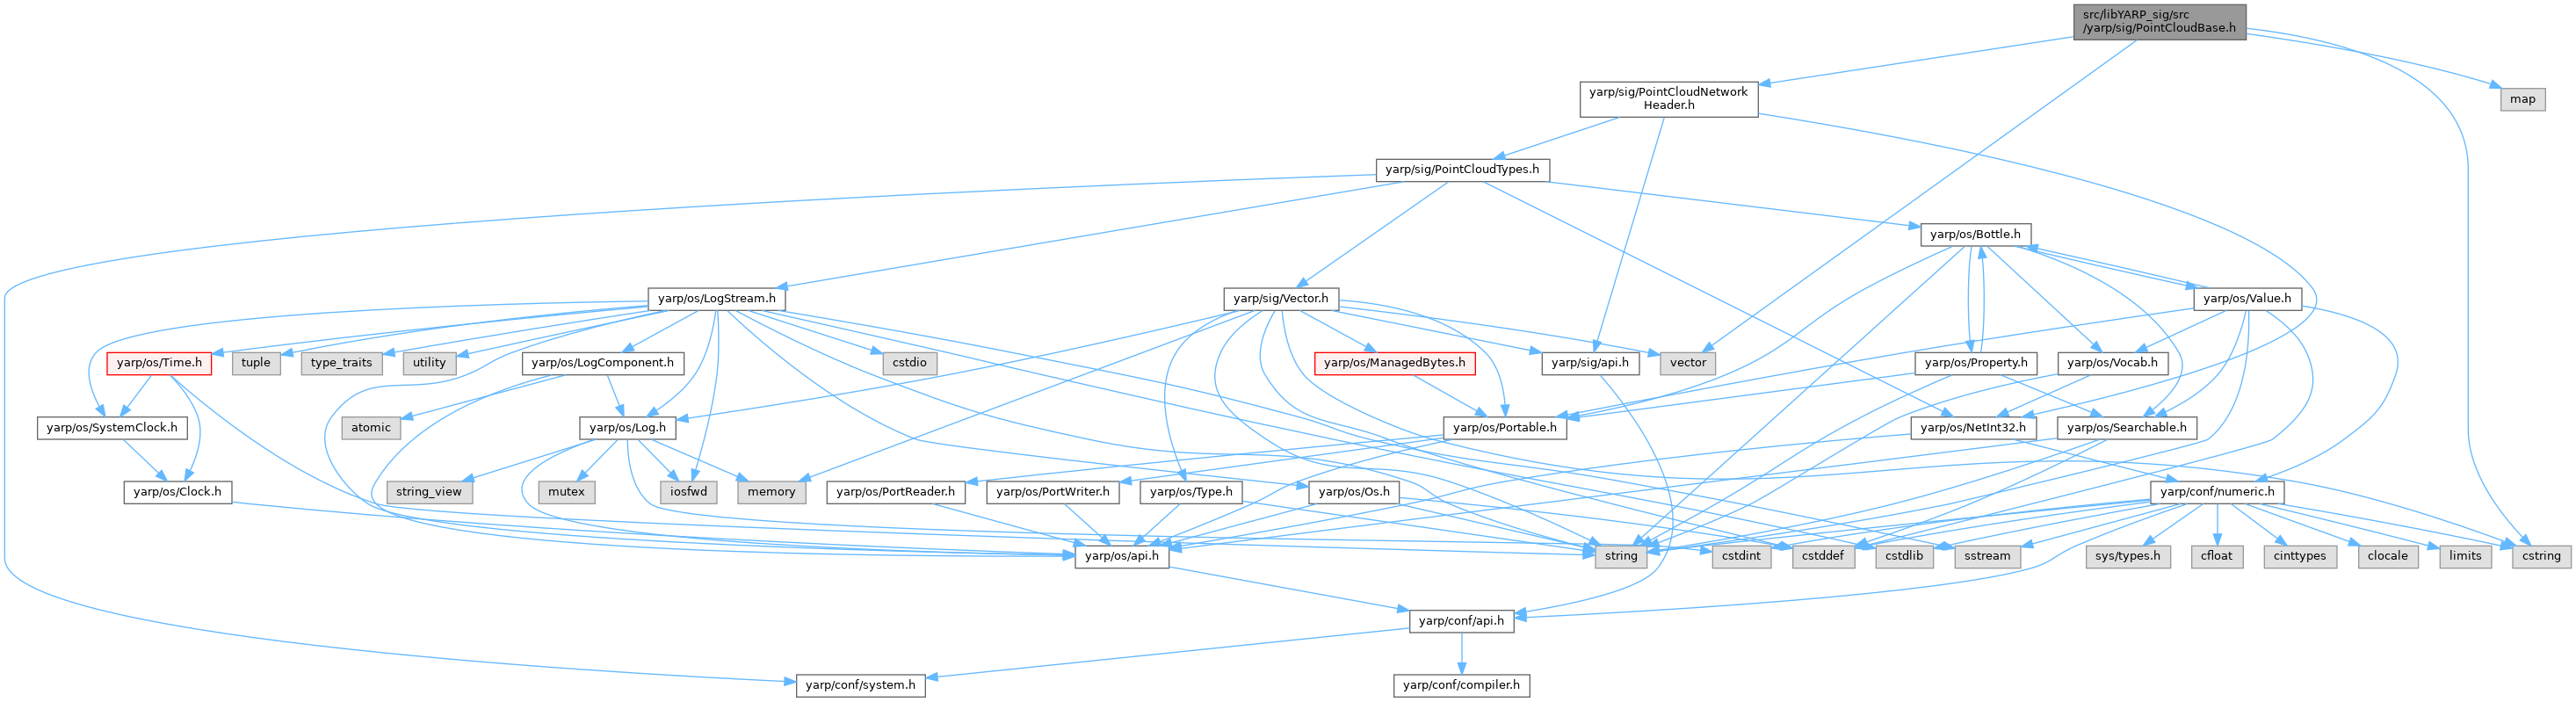 src/libYARP_sig/src
/yarp/sig/PointCloudBase.h
yarp/sig/PointCloudNetwork
Header.h
map
yarp/sig/PointCloudTypes.h
yarp/os/Bottle.h
yarp/os/LogStream.h
yarp/sig/Vector.h
yarp/os/Value.h
yarp/os/Time.h
tuple
type_traits
utility
yarp/os/LogComponent.h
cstdio
yarp/os/ManagedBytes.h
yarp/sig/api.h
vector
yarp/os/Property.h
yarp/os/Vocab.h
yarp/os/SystemClock.h
atomic
yarp/os/Log.h
yarp/os/Portable.h
yarp/os/NetInt32.h
yarp/os/Searchable.h
yarp/os/Clock.h
string_view
mutex
iosfwd
memory
yarp/os/PortReader.h
yarp/os/PortWriter.h
yarp/os/Type.h
yarp/os/Os.h
yarp/conf/numeric.h
yarp/os/api.h
string
cstdint
cstddef
cstdlib
sstream
sys/types.h
cfloat
cinttypes
clocale
limits
cstring
yarp/conf/api.h
yarp/conf/system.h
yarp/conf/compiler.h